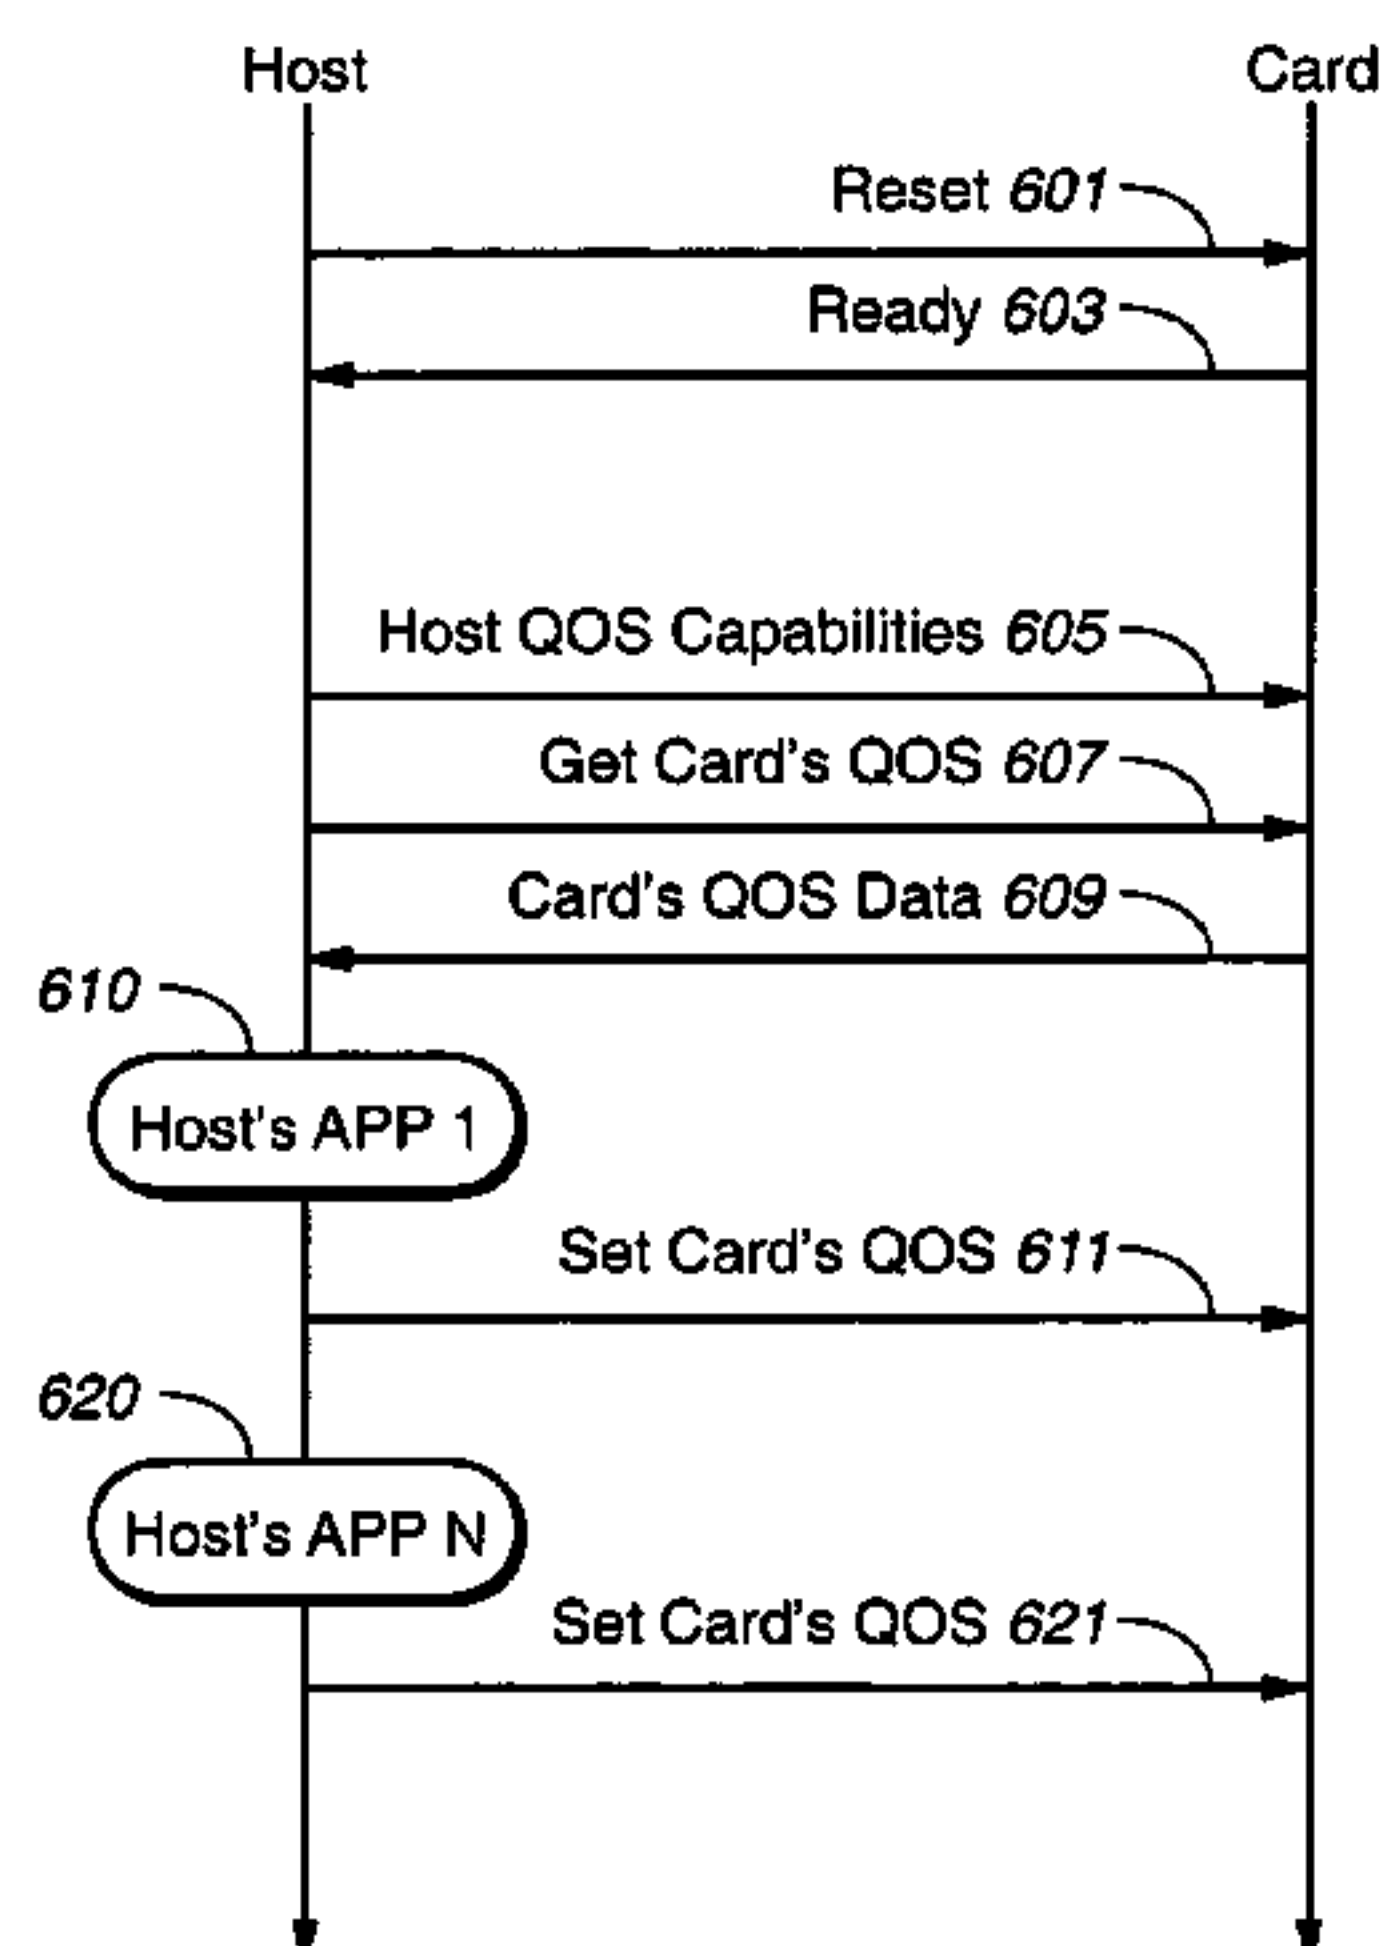 Host
Card
Reset 601
Ready 603
Host QOS Capabilities 605
Get Card's QOS 607
Card's QOS Data 609
610
Host's APP 1
Set Card's QOS 611
620
Host's APP N
Set Card's QOS 621